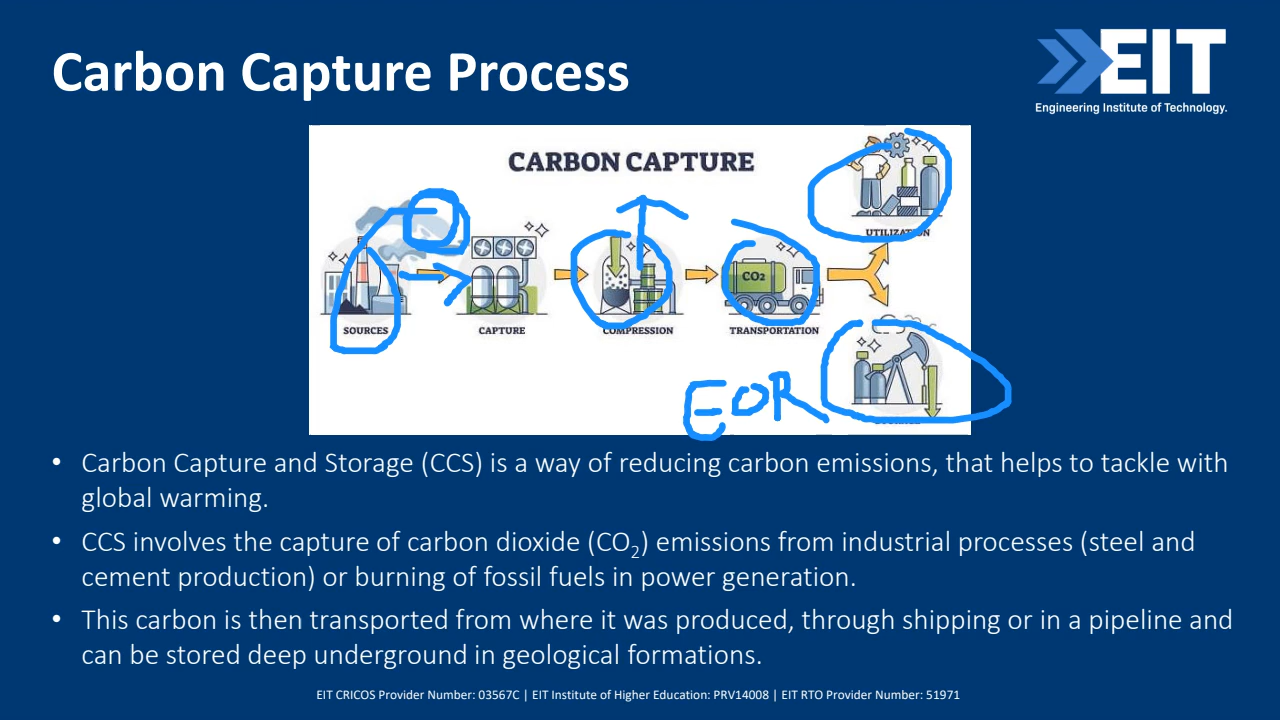 Carbon Capture Process
EIT
Engineering Institute of Technology.
CARBON CAPTURE
UTILIZATION
CO₂
SOURCES
CAPTURE
COMPRESSION
TRANSPORTATION
EOR
• Carbon Capture and Storage (CCS) is a way of reducing carbon emissions, that helps to tackle with
global warming.
• CCS involves the capture of carbon dioxide (CO₂) emissions from industrial processes (steel and
cement production) or burning of fossil fuels in power generation.
• This carbon is then transported from where it was produced, through shipping or in a pipeline and
can be stored deep underground in geological formations.
EIT CRICOS Provider Number: 03567C | EIT Institute of Higher Education: PRV14008 | EIT RTO Provider Number: 51971